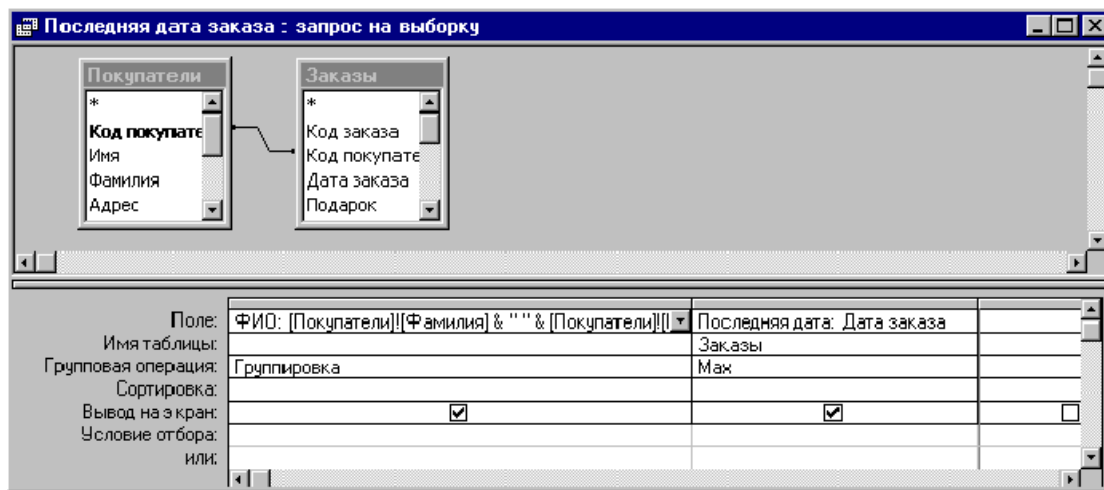 Последняя дата заказа : запрос на выборку
Покупатели
*
Код покупате
Имя
Фамилия
Адрес
Заказы
*
Код заказа
Код покупате
Дата заказа
Подарок
Поле: ФИО: [Покупатели]![Фамилия] & " " & [Покупатели]![ Последняя дата: Дата заказа
Имя таблицы: Заказы
Групповая операция: Группировка Max
Сортировка:
Вывод на экран:
Условие отбора:
или: